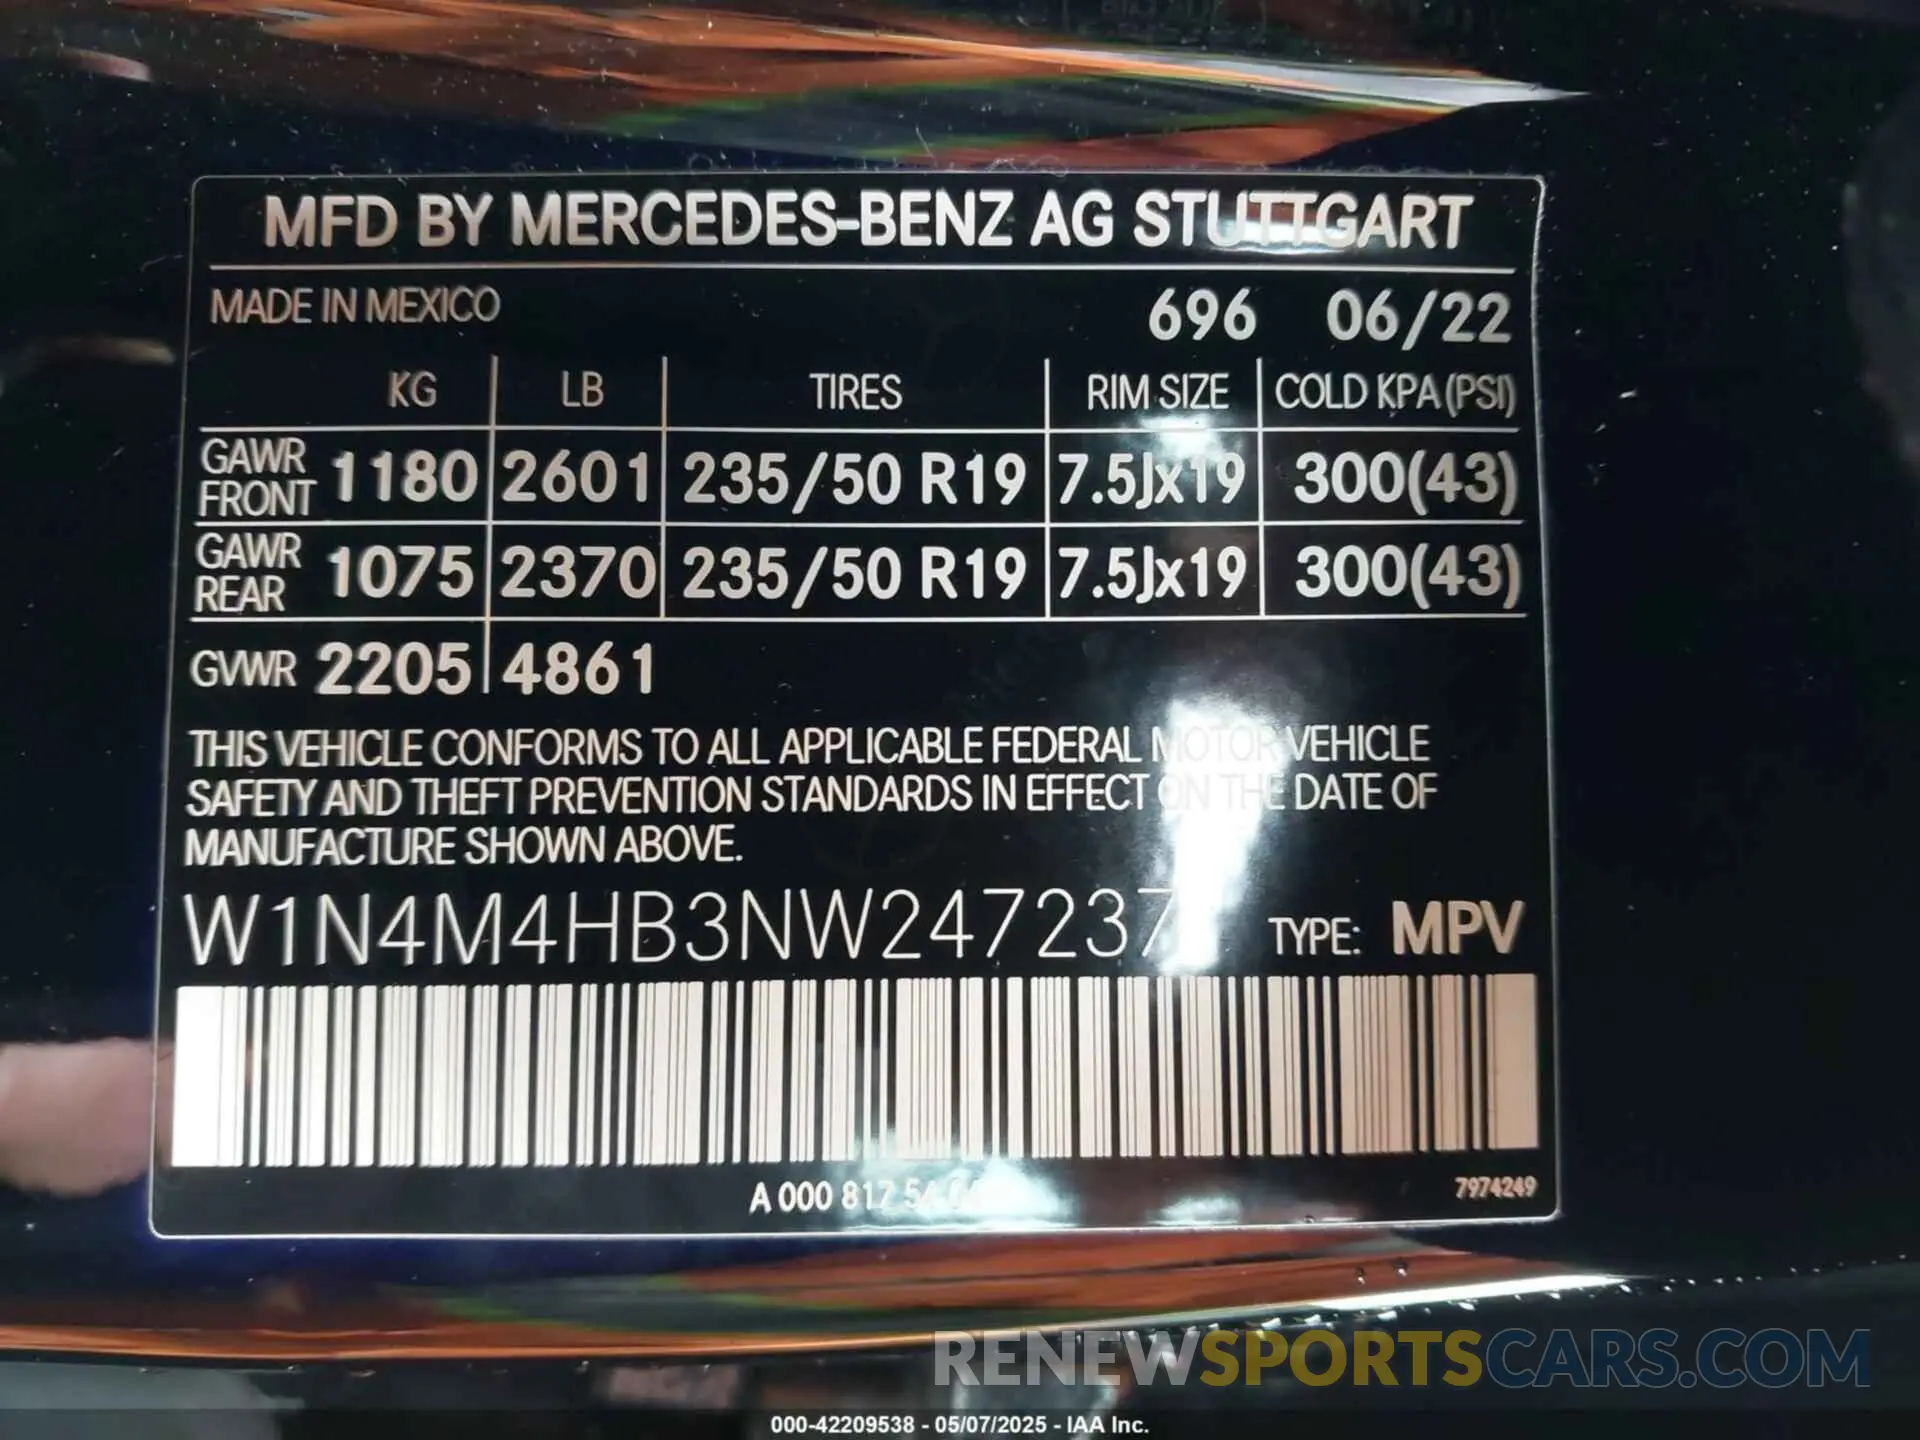 MFD BY MERCEDES-BENZ AG STUTTGART
MADE IN MEXICO 696 06/22
KG LB TIRES RIM SIZE COLD KPA (PSI)
GAWR FRONT 1180 2601 235/50 R19 7.5Jx19 300(43)
GAWR REAR 1075 2370 235/50 R19 7.5Jx19 300(43)
GVWR 2205 4861
THIS VEHICLE CONFORMS TO ALL APPLICABLE FEDERAL MOTOR VEHICLE
SAFETY AND THEFT PREVENTION STANDARDS IN EFFECT ON THE DATE OF
MANUFACTURE SHOWN ABOVE.
W1N4M4HB3NW247237 TYPE: MPV
A 000 817
7974249
RENEWSPORTSCARS.COM
000-42209538 - 05/07/2025 - IAA Inc.